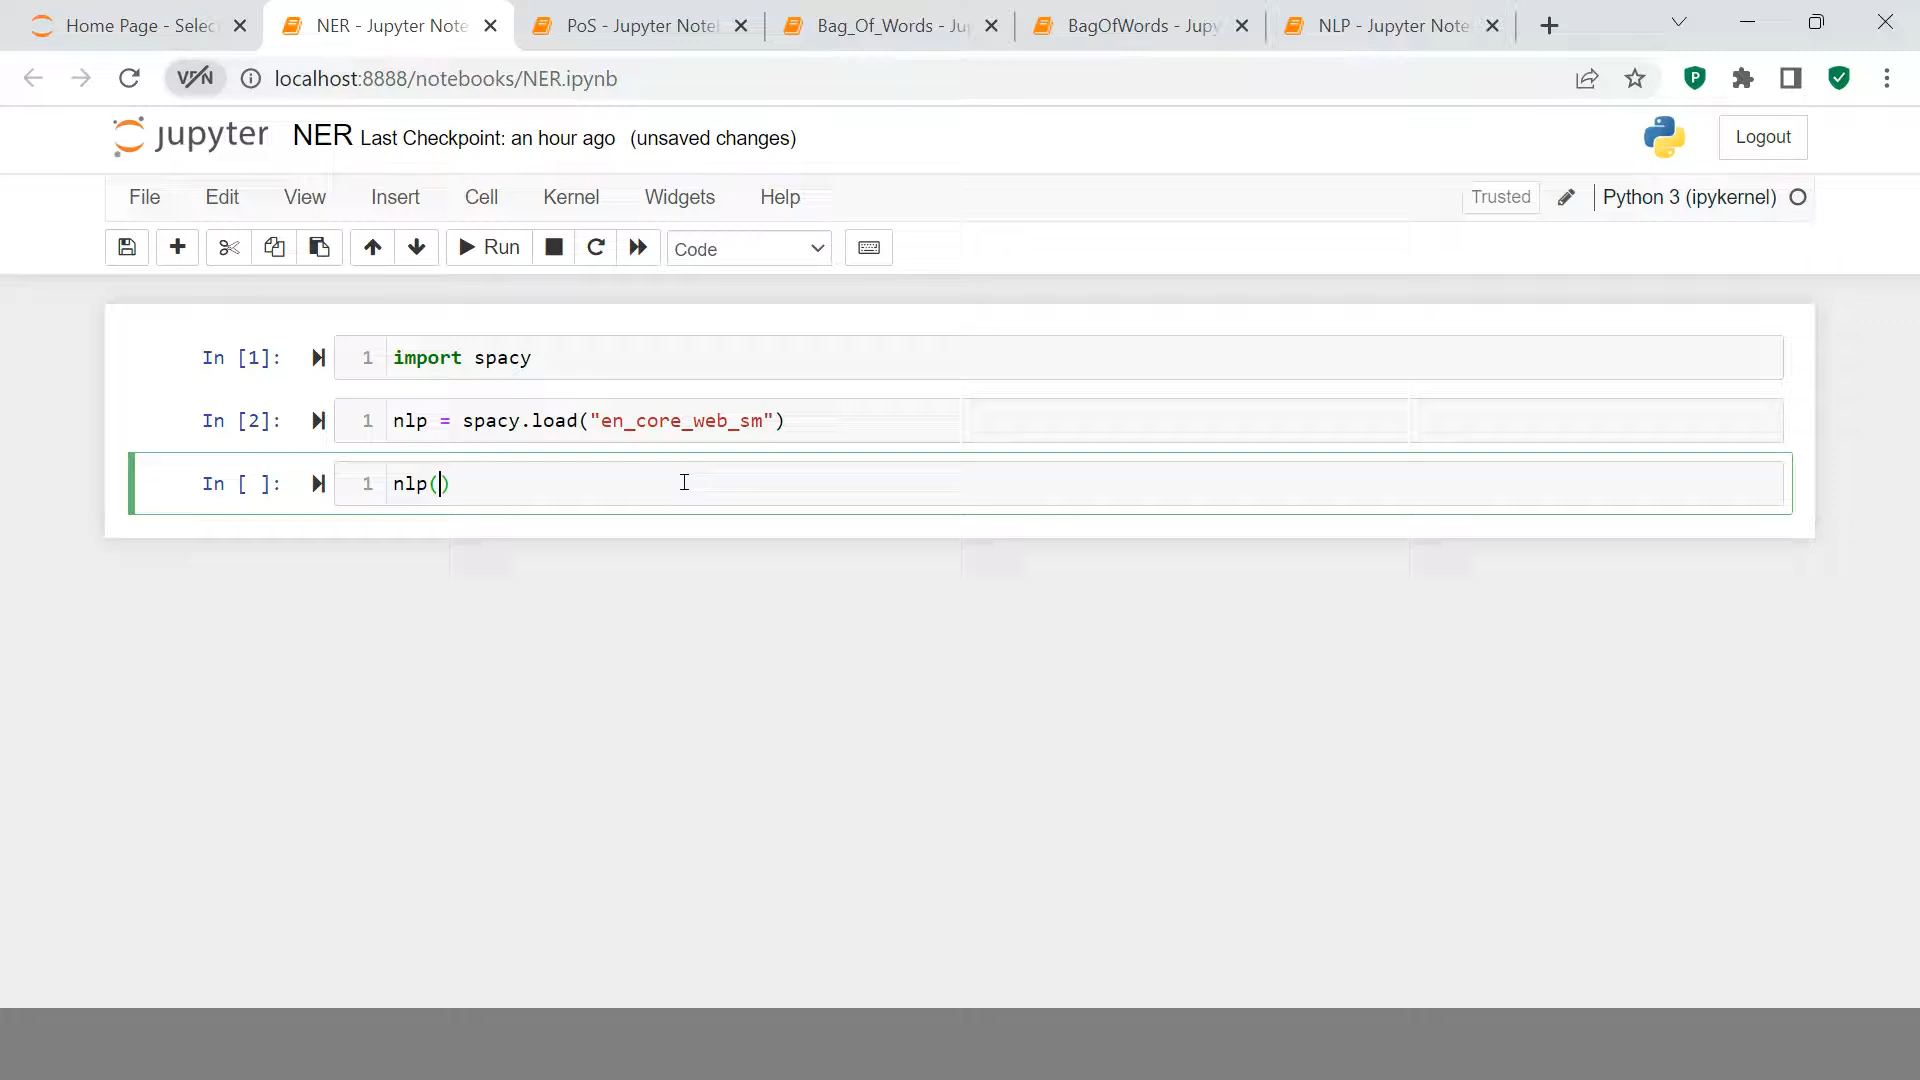 Home Page - Selec
NER - Jupyter Note
PoS - Jupyter Note
Bag_Of_Words - Ju
BagOfWords - Jupy
NLP - Jupyter Note
VPN
localhost:8888/notebooks/NER.ipynb
P
jupyter NER Last Checkpoint: an hour ago (unsaved changes)
Logout
File Edit View Insert Cell Kernel Widgets Help
Trusted
Python 3 (ipykernel)
Run
Code
In [1]: 1 import spacy
In [2]: 1 nlp = spacy.load("en_core_web_sm")
In [ ]: 1 nlp()